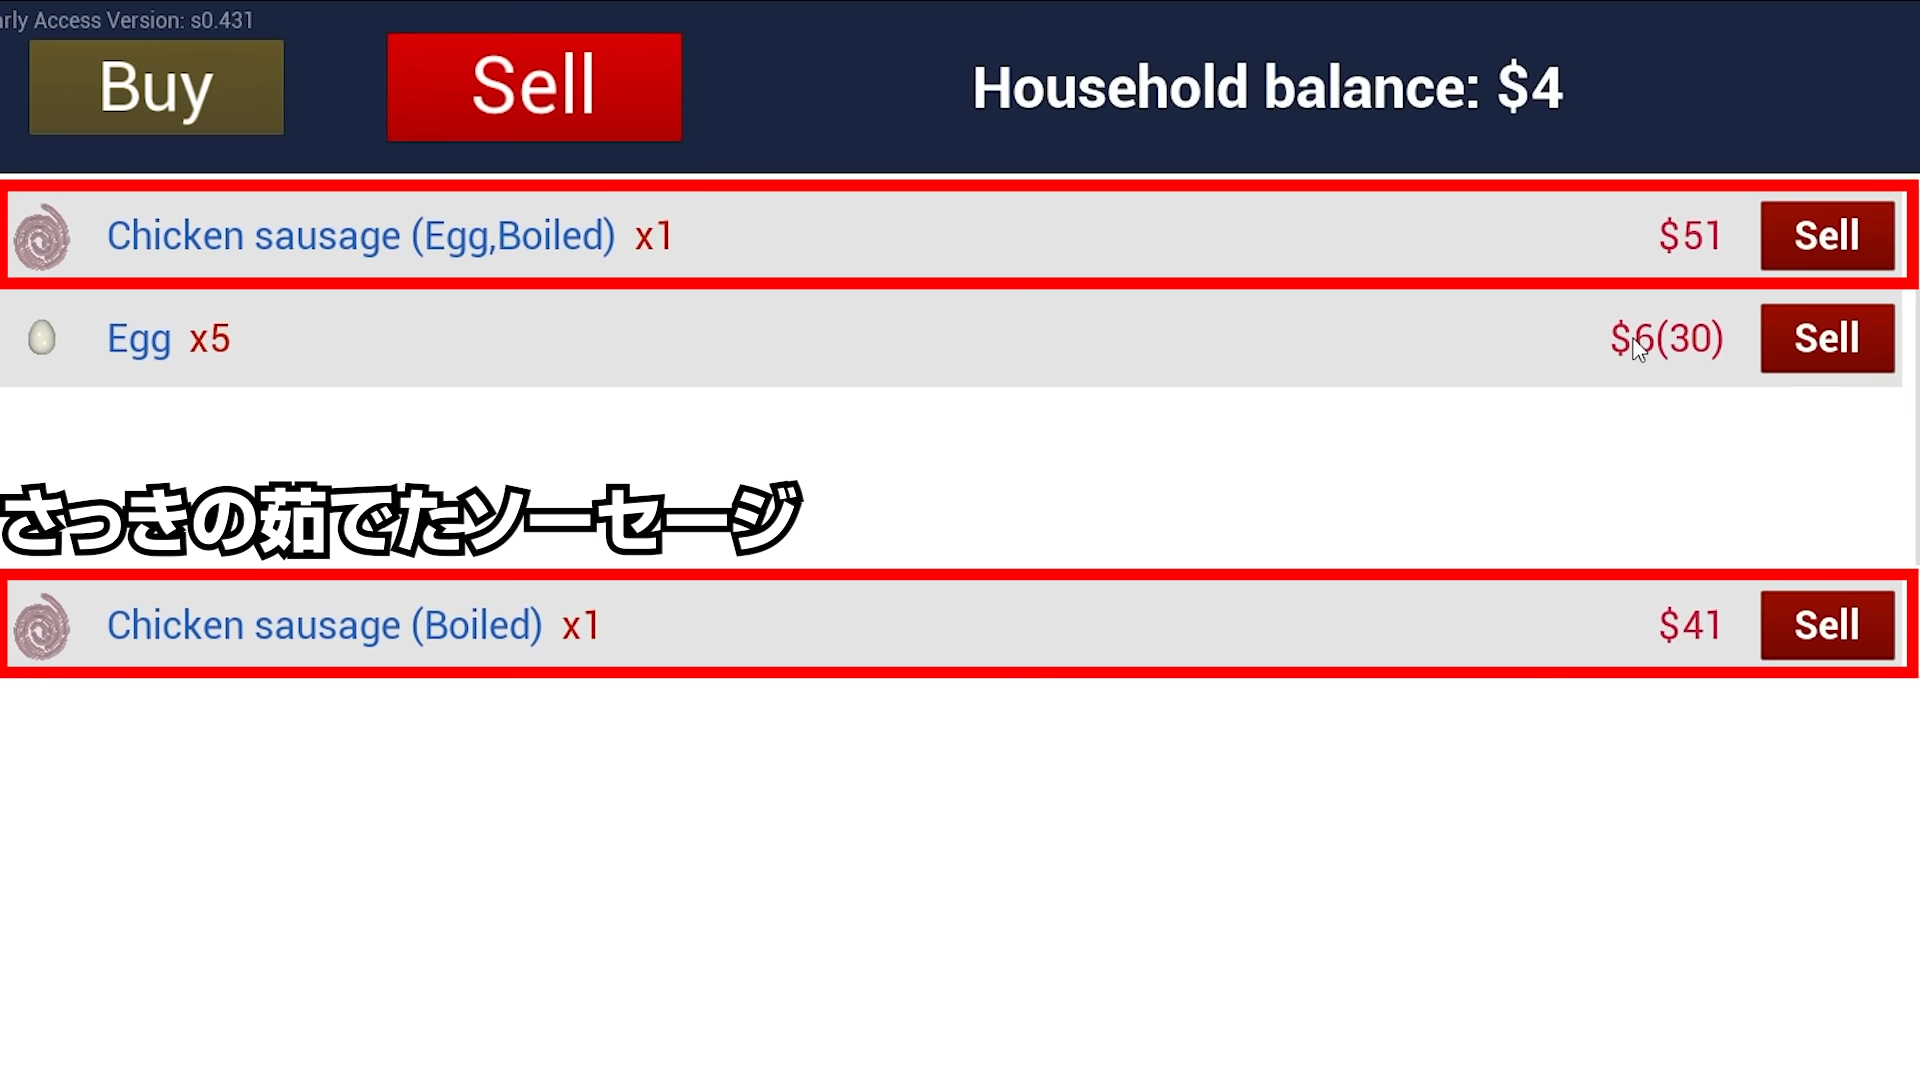 rly Access Version: s0.431
Buy Sell Household balance: $4
Chicken sausage (Egg,Boiled) x1 $51 Sell
Egg x5 $6(30) Sell
さっきの茹でたソーセージ
Chicken sausage (Boiled) x1 $41 Sell